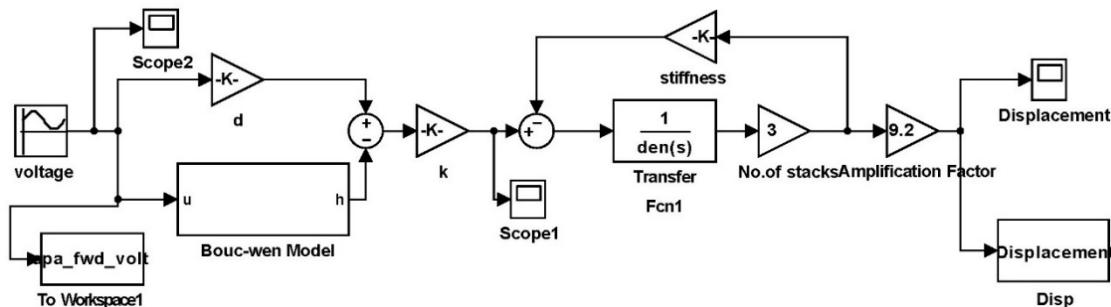 Scope2
-K-
d
voltage
-K-
k
Scope1
u
h
Bouc-wen Model
apa_fwd_volt
To Workspace1
-K-
stiffness
1
den(s)
Transfer
Fcn1
3
No.of stacks
9.2
Amplification Factor
Displacement
Displacement
Disp